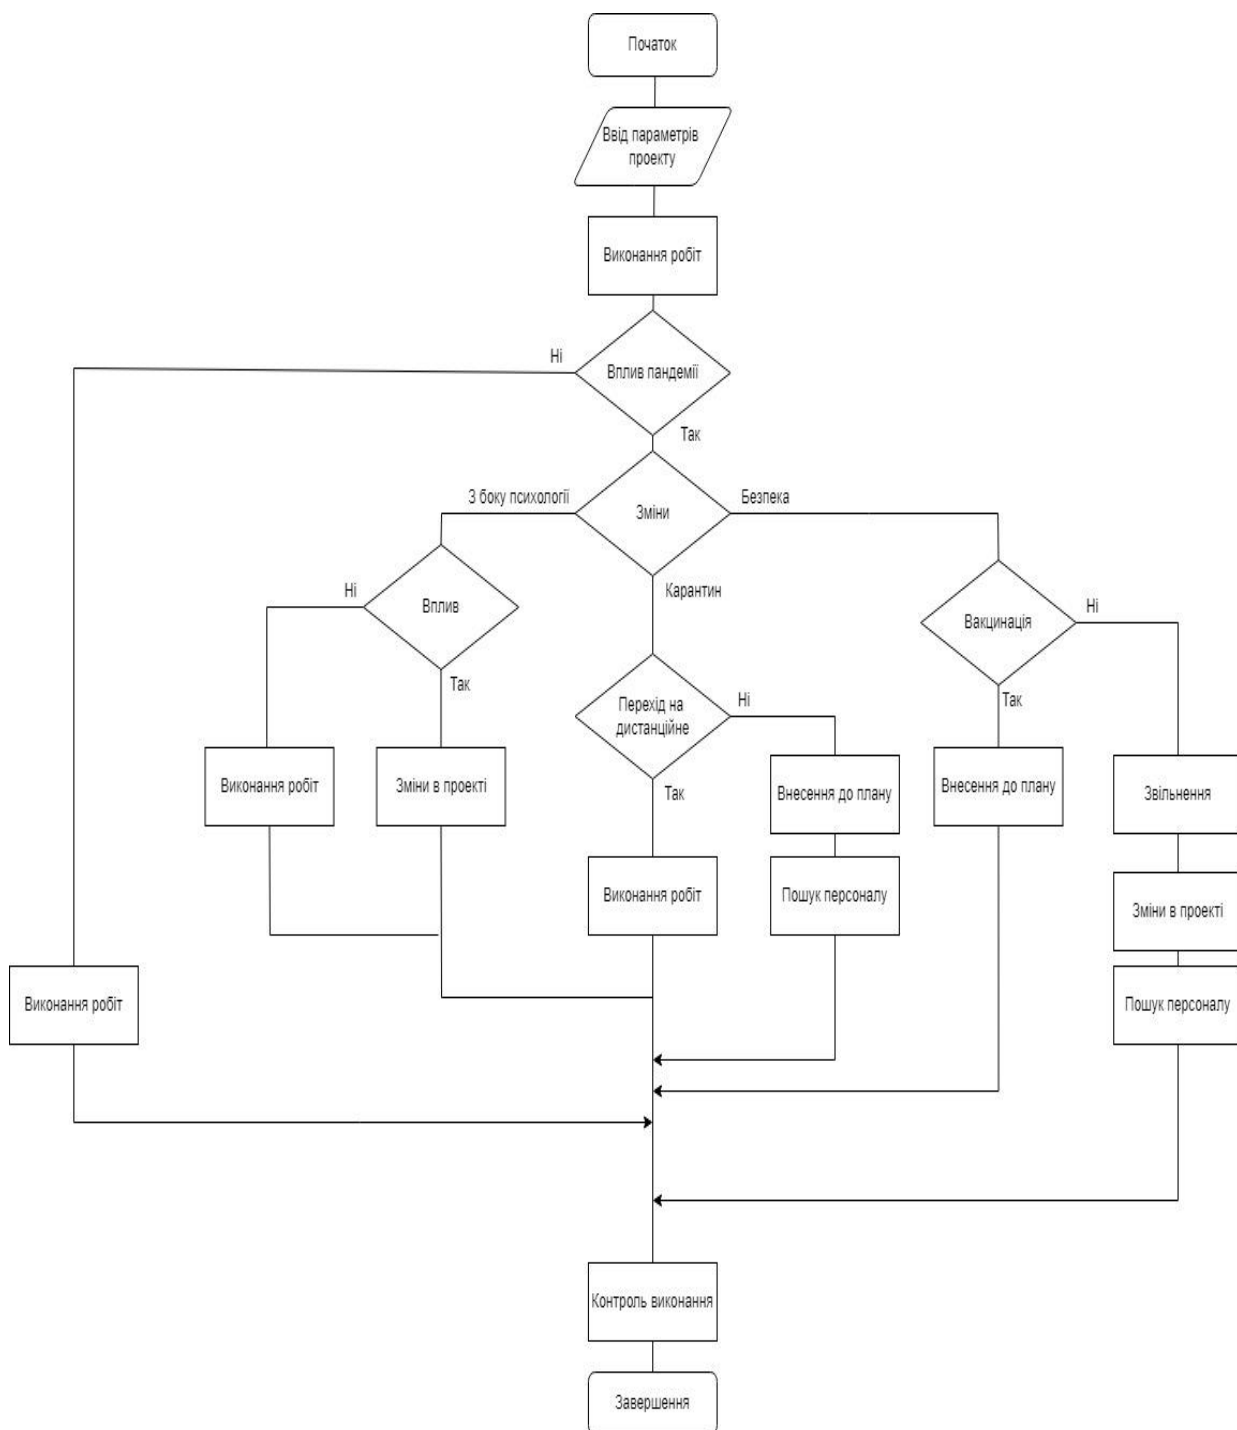 Початок
Ввід параметрів
проекту
Виконання робіт
Ні
Вплив пандемії
Так
З боку психології
Зміни
Безпека
Карантин
Ні
Вплив
Так
Вакцинація
Ні
Так
Перехід на
дистанційне
Ні
Так
Виконання робіт
Зміни в проекті
Внесення до плану
Внесення до плану
Звільнення
Виконання робіт
Пошук персоналу
Зміни в проекті
Виконання робіт
Пошук персоналу
Контроль виконання
Завершення